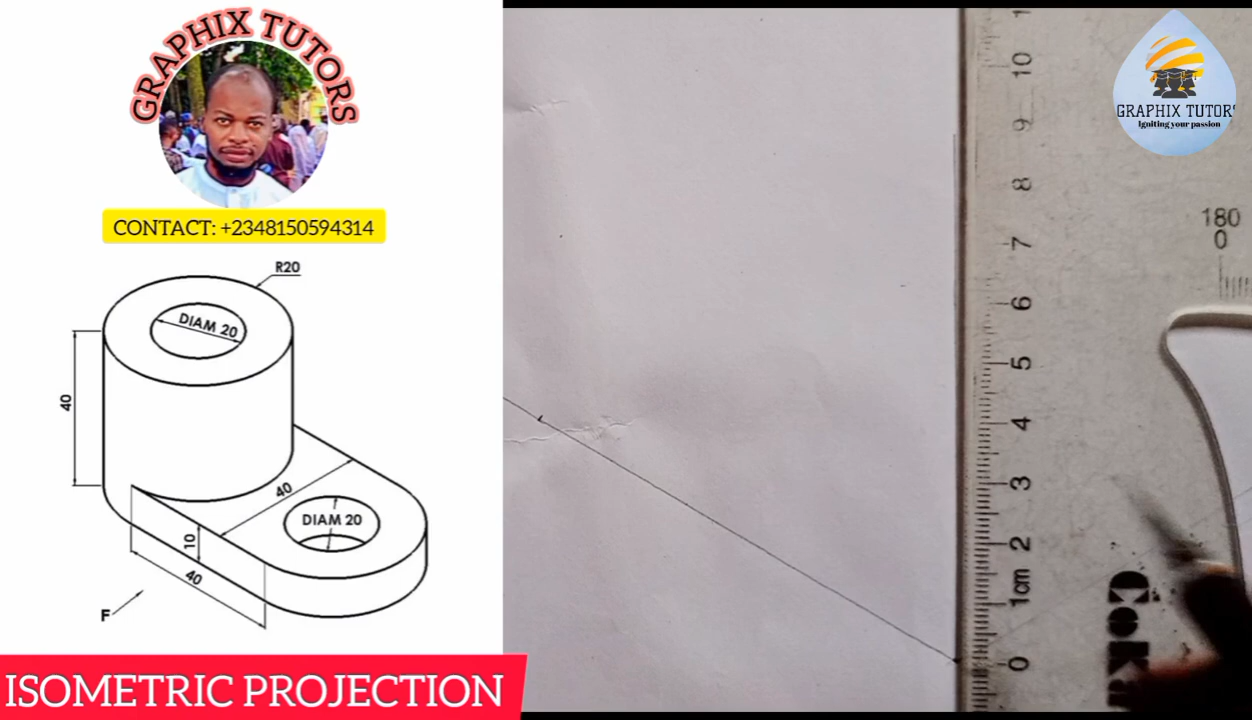 GRAPHIX TUTORS
CONTACT: +2348150594314
R20
DIAM 20
40
40
DIAM 20
10
40
F
ISOMETRIC PROJECTION
10
9
8
7
6
5
4
3
2
1cm
0
180
0
GRAPHIX TUTOR
Igniting your passion